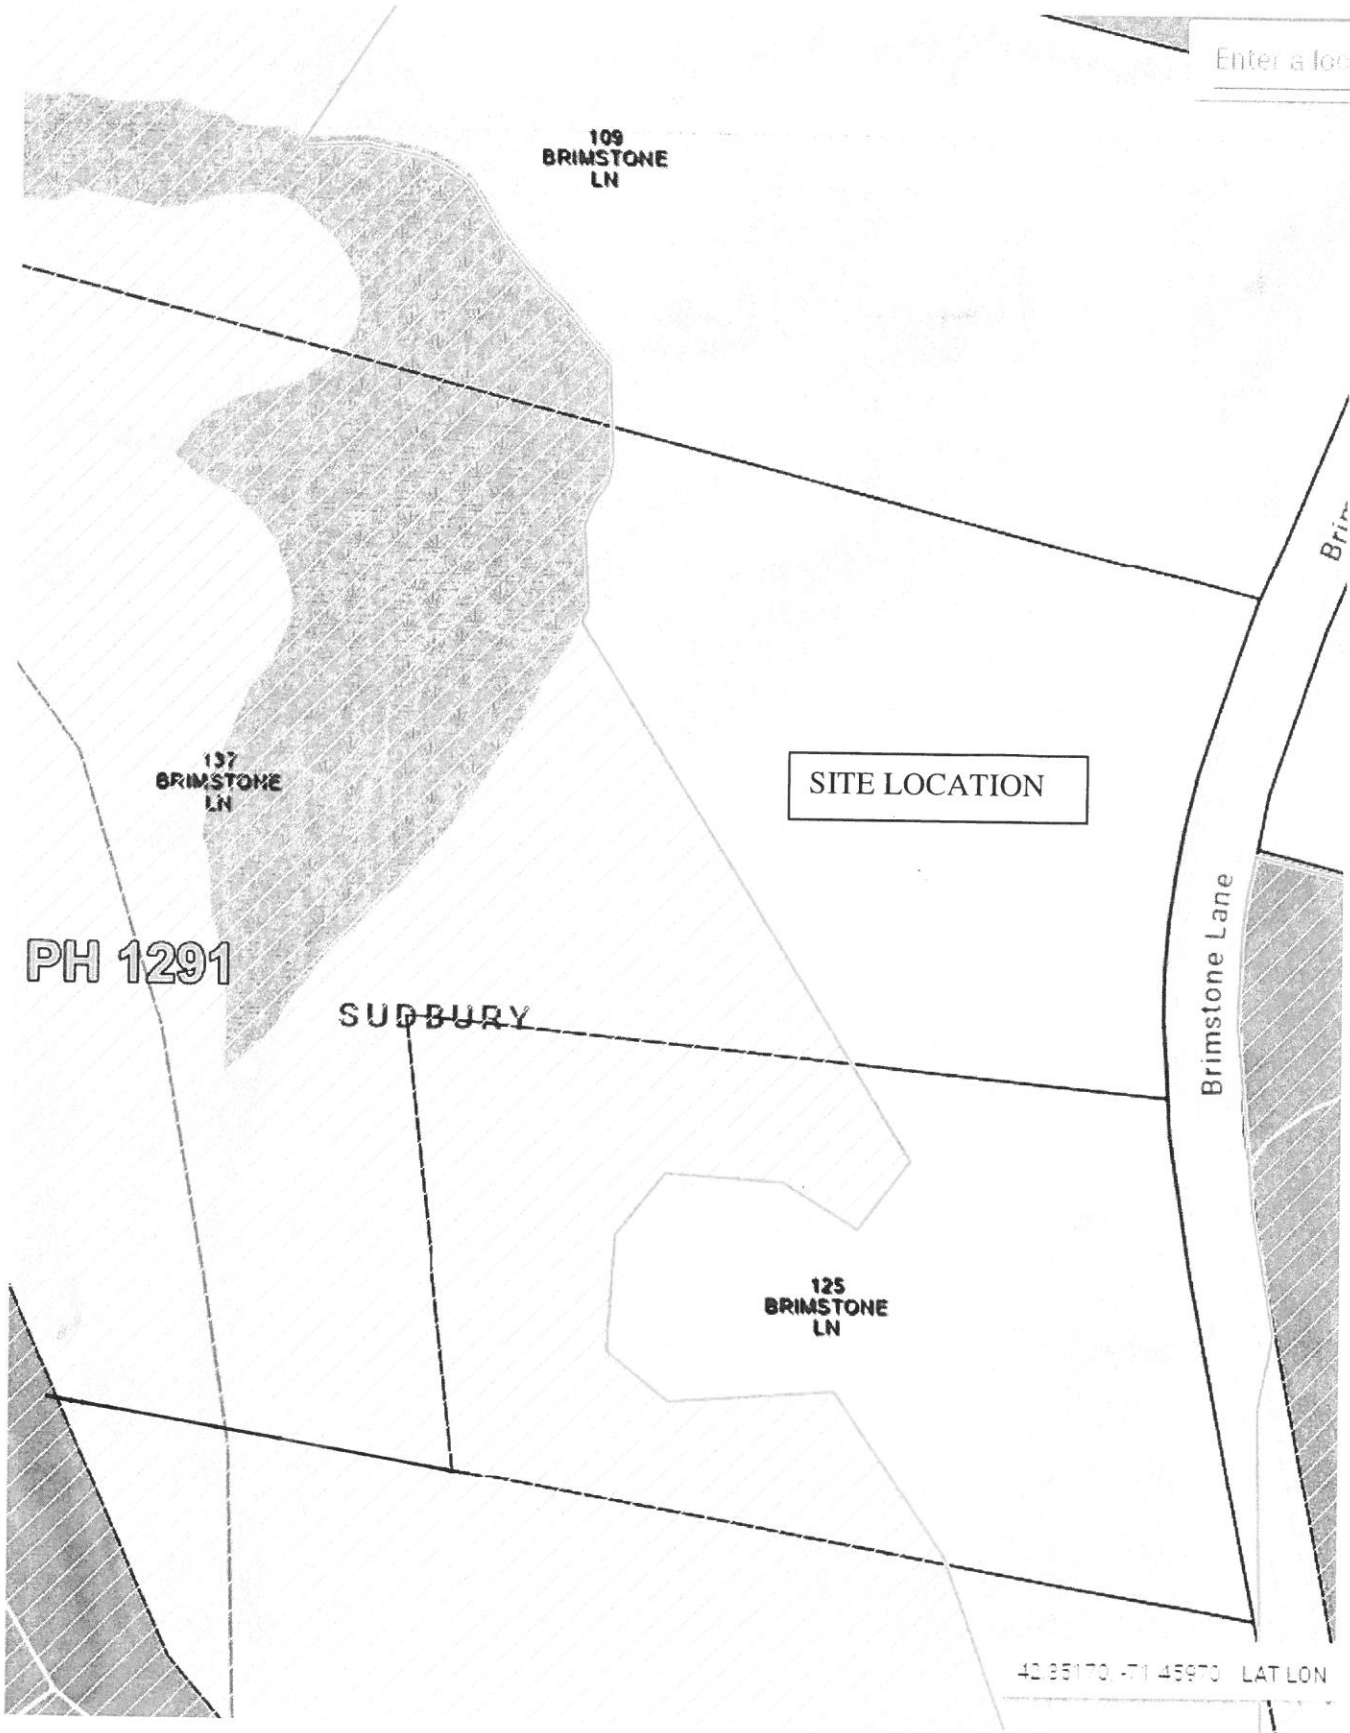 Enter a loc
109
BRIMSTONE
LN
Brim
137
BRIMSTONE
LN
SITE LOCATION
Brimstone Lane
PH 1291
SUDBURY
125
BRIMSTONE
LN
LAT LON